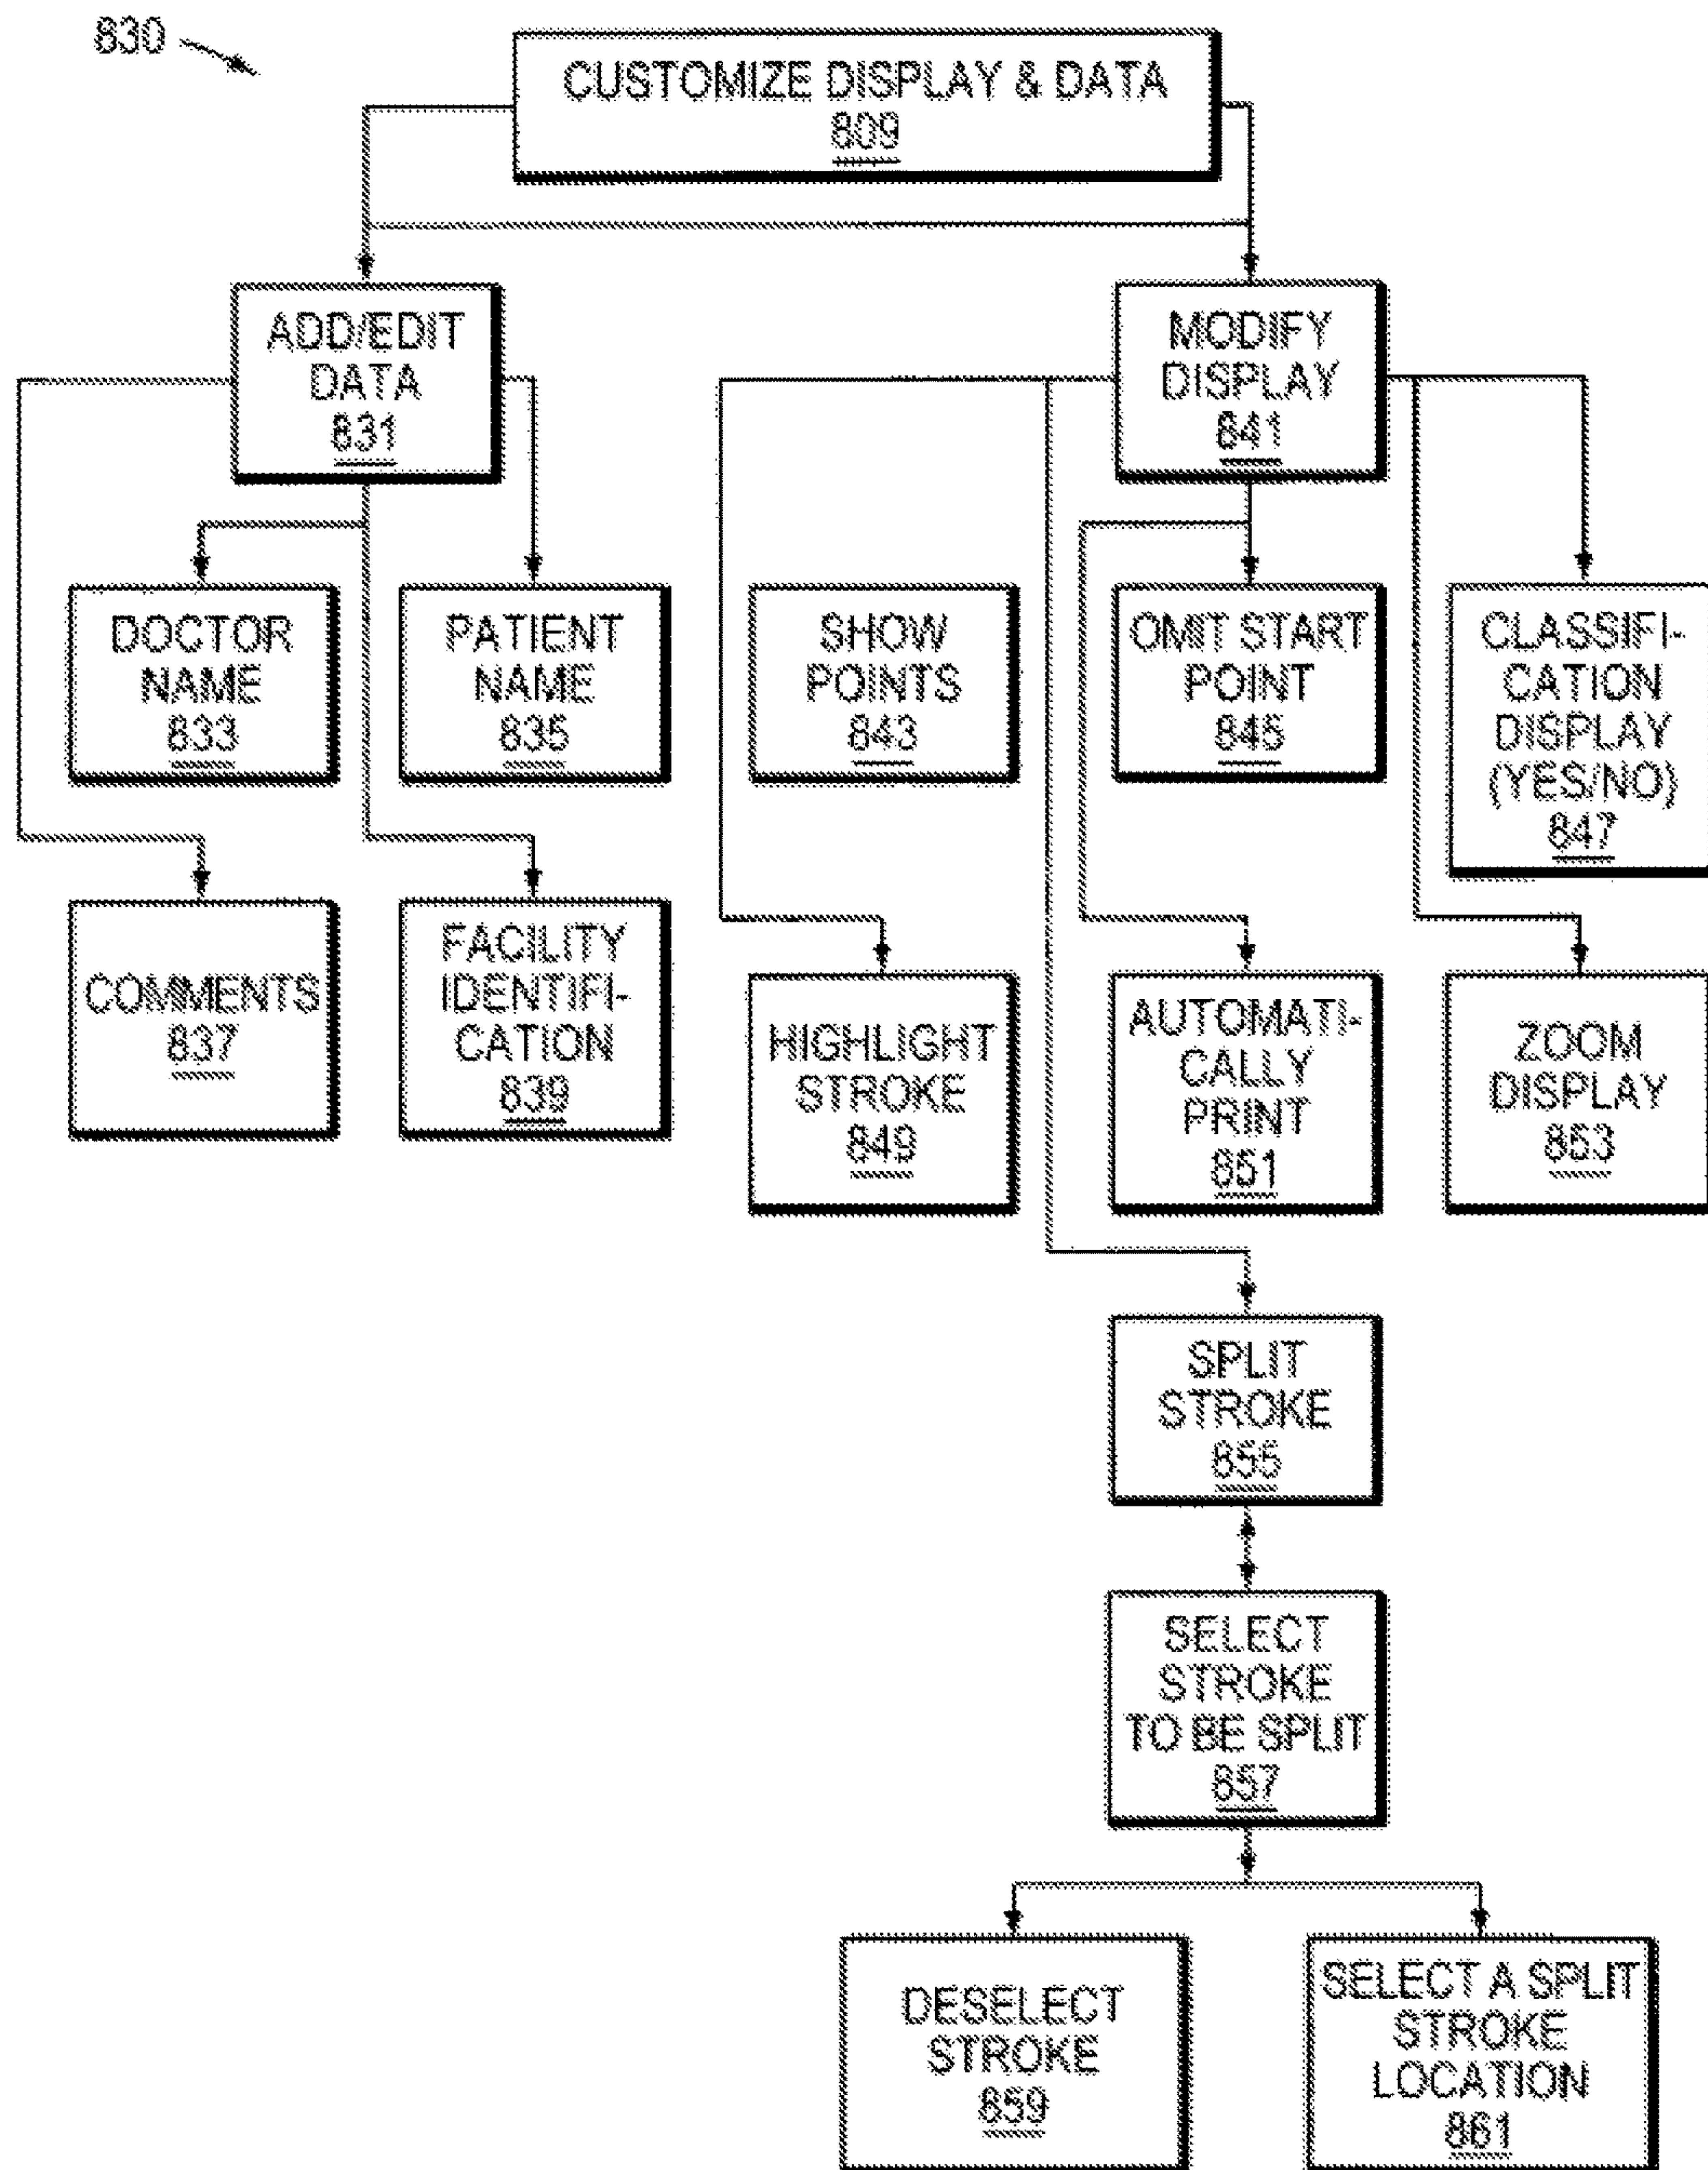 830
CUSTOMIZE DISPLAY & DATA
809
ADD/EDIT
DATA
831
MODIFY
DISPLAY
841
DOCTOR
NAME
833
PATIENT
NAME
835
SHOW
POINTS
843
OMIT START
POINT
845
CLASSIFI-
CATION
DISPLAY
(YES/NO)
847
COMMENTS
837
FACILITY
IDENTIFI-
CATION
839
HIGHLIGHT
STROKE
849
AUTOMATI-
CALLY
PRINT
851
ZOOM
DISPLAY
853
SPLIT
STROKE
855
SELECT
STROKE
TO BE SPLIT
857
DESELECT
STROKE
859
SELECT A SPLIT
STROKE
LOCATION
861